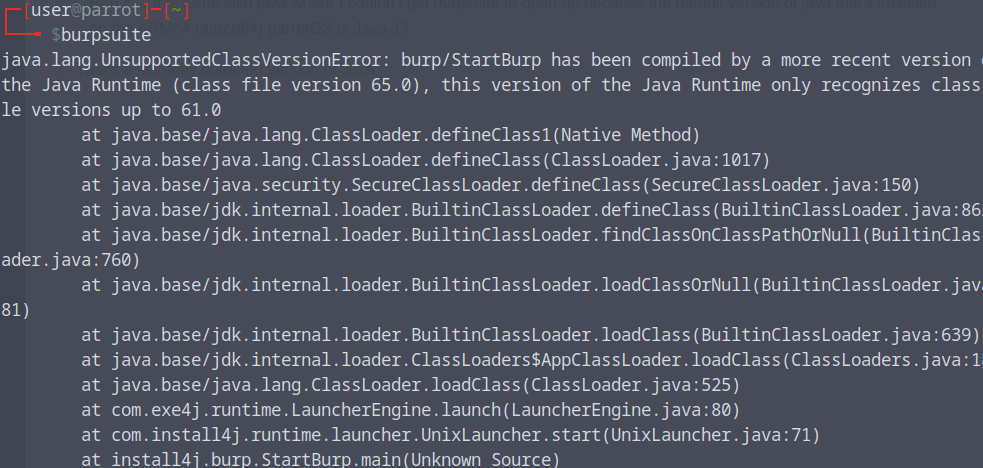 [user@parrot]─[~]
$burpsuite
java.lang.UnsupportedClassVersionError: burp/StartBurp has been compiled by a more recent version
the Java Runtime (class file version 65.0), this version of the Java Runtime only recognizes class
le versions up to 61.0
at java.base/java.lang.ClassLoader.defineClass1(Native Method)
at java.base/java.lang.ClassLoader.defineClass(ClassLoader.java:1017)
at java.base/java.security.SecureClassLoader.defineClass(SecureClassLoader.java:150)
at java.base/jdk.internal.loader.BuiltinClassLoader.defineClass(BuiltinClassLoader.java:862
at java.base/jdk.internal.loader.BuiltinClassLoader.findClassOnClassPathOrNull(BuiltinClas
ader.java:760)
at java.base/jdk.internal.loader.BuiltinClassLoader.loadClassOrNull(BuiltinClassLoader.jav
81)
at java.base/jdk.internal.loader.BuiltinClassLoader.loadClass(BuiltinClassLoader.java:639)
at java.base/jdk.internal.loader.ClassLoaders$AppClassLoader.loadClass(ClassLoaders.java:18
at java.base/java.lang.ClassLoader.loadClass(ClassLoader.java:525)
at com.exe4j.runtime.LauncherEngine.launch(LauncherEngine.java:80)
at com.install4j.runtime.launcher.UnixLauncher.start(UnixLauncher.java:71)
at install4j.burp.StartBurp.main(Unknown Source)